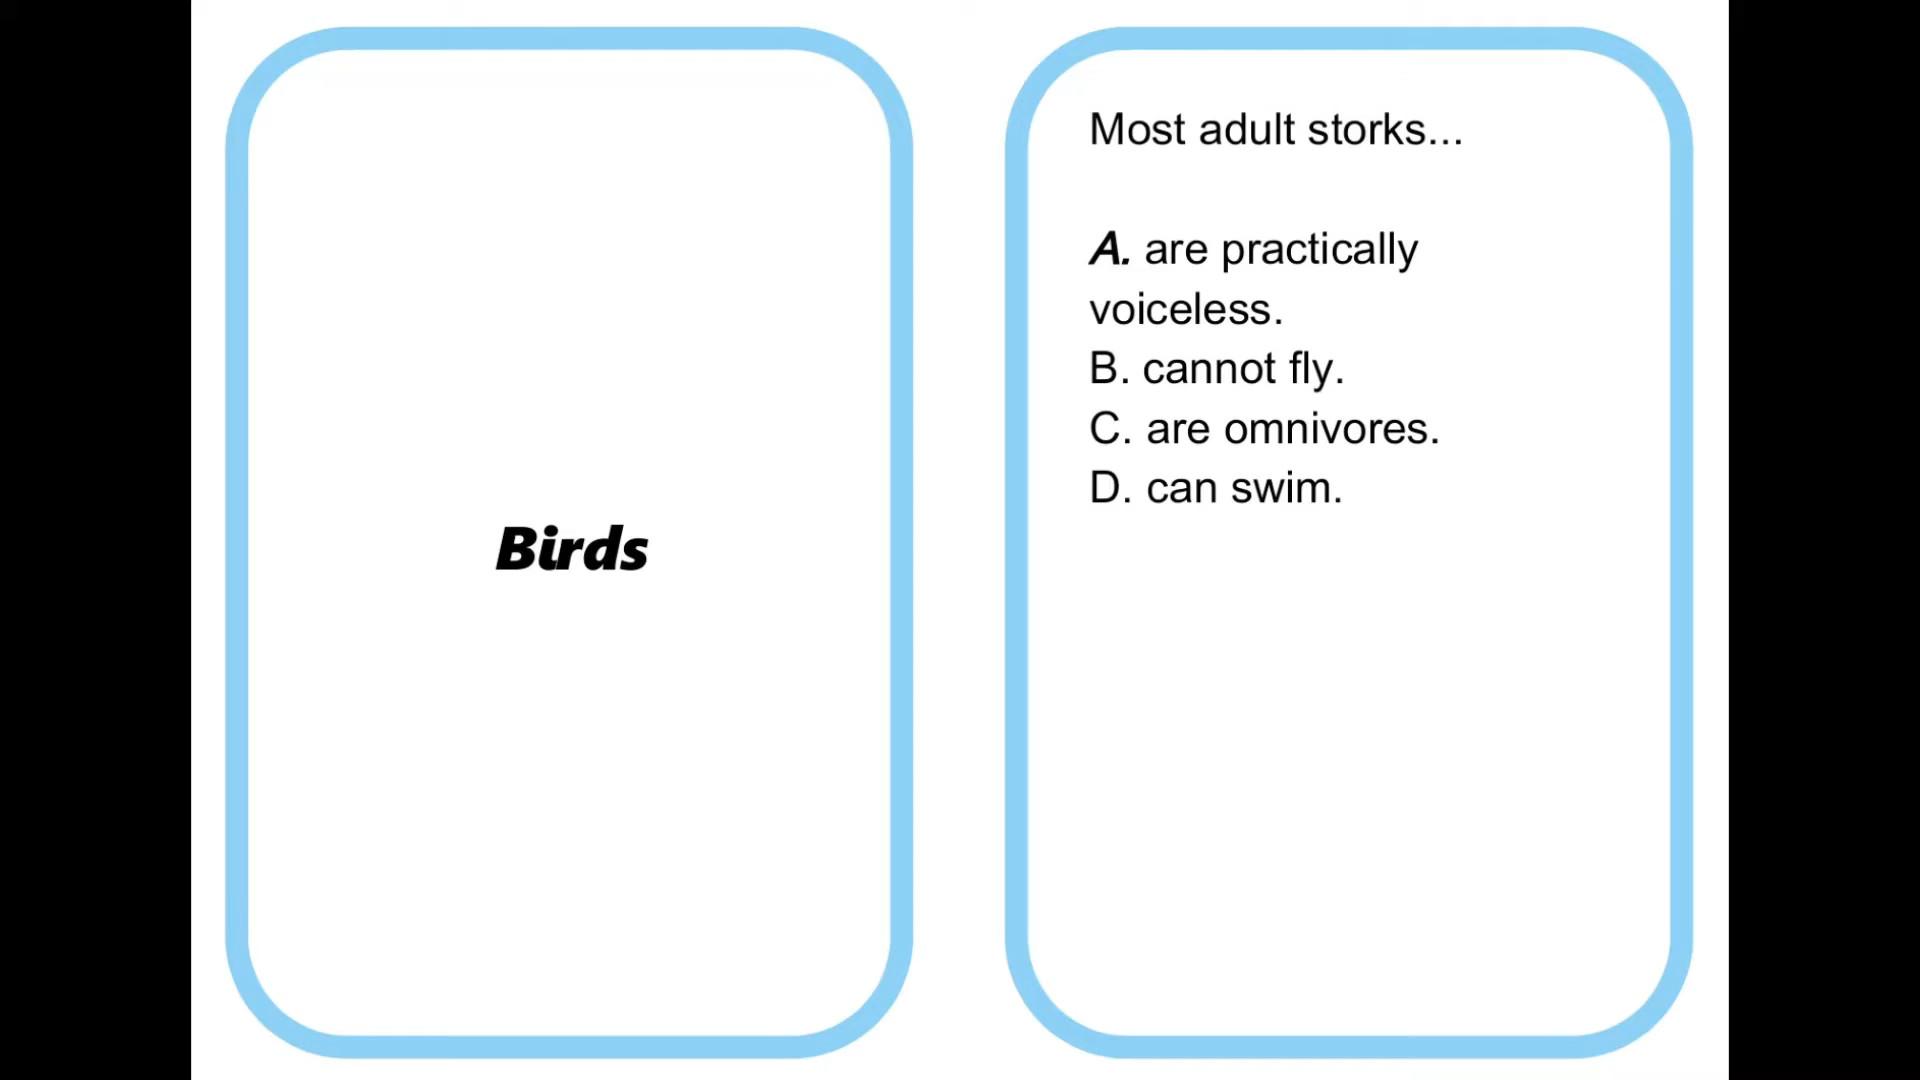 Birds
Most adult storks...
A. are practically
voiceless.
B. cannot fly.
C. are omnivores.
D. can swim.